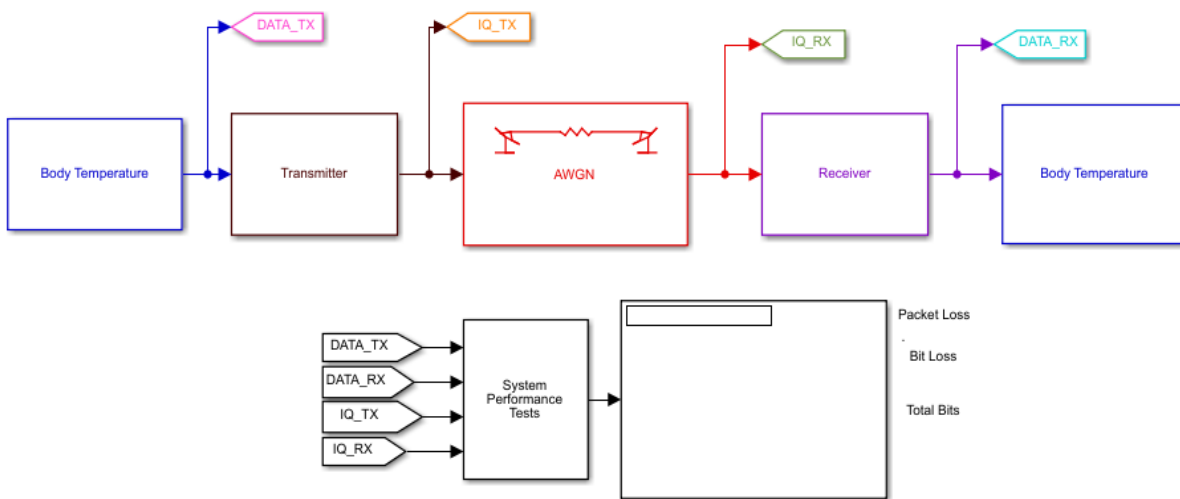 DATA_TX
IQ_TX
IQ_RX
DATA_RX
Body Temperature
Transmitter
AWGN
Receiver
Body Temperature
DATA_TX
DATA_RX
IQ_TX
IQ_RX
System
Performance
Tests
Packet Loss
.
Bit Loss
Total Bits